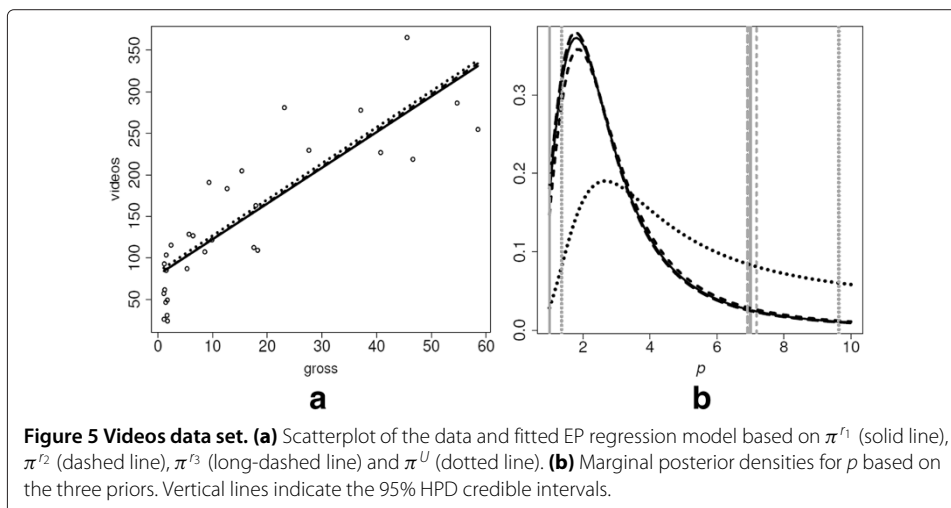 videos
50 100 150 200 250 300 350
0 10 20 30 40 50 60
gross
a
0.0 0.1 0.2 0.3
2 4 6 8 10
p
b
Figure 5 Videos data set. (a) Scatterplot of the data and fitted EP regression model based on π^r₁ (solid line),
π^r₂ (dashed line), π^r₃ (long-dashed line) and π^U (dotted line). (b) Marginal posterior densities for p based on
the three priors. Vertical lines indicate the 95% HPD credible intervals.